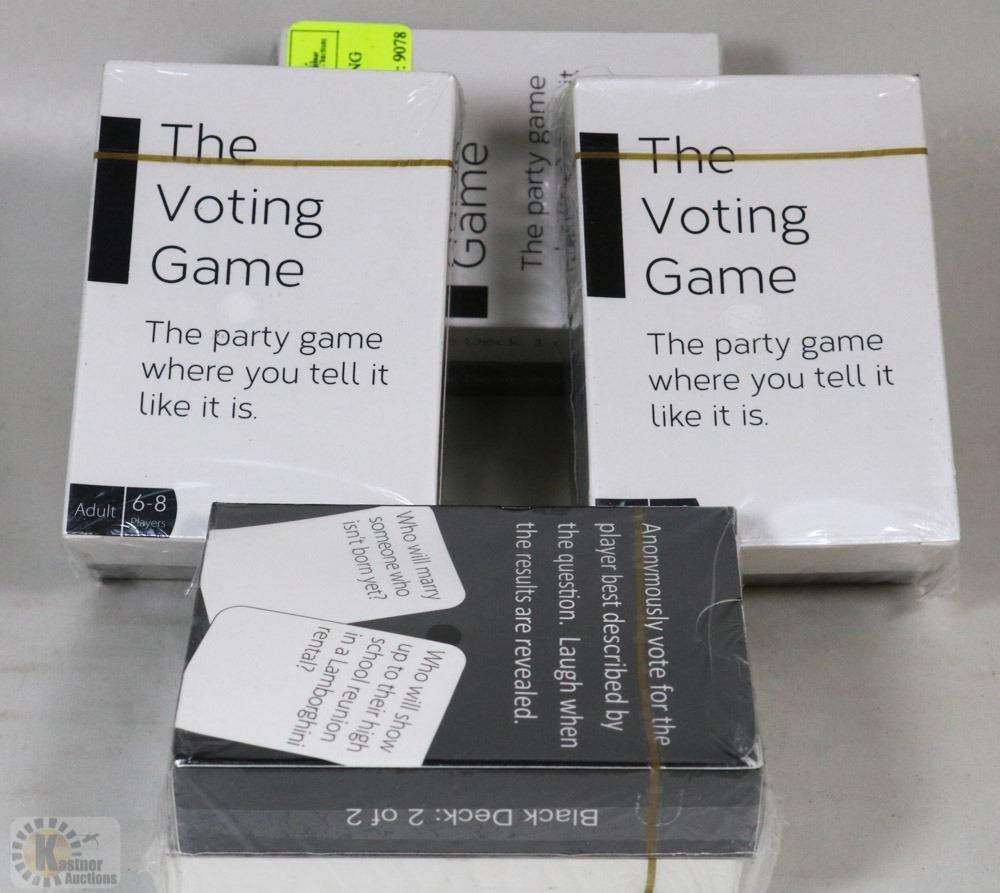 NG
: 9078
The
Voting
Game
The party game
where you tell it
like it is.
Adult
6-8
Players
Game
The party game
it
The
Voting
Game
The party game
where you tell it
like it is.
Who will marry
someone who
isn't born yet?
Who will show
up to their high
school reunion
in a Lamborghini
rental?
Anonymously vote for the
player best described by
the question. Laugh when
the results are revealed.
Black Deck: 2 of 2
Kastner
Auctions